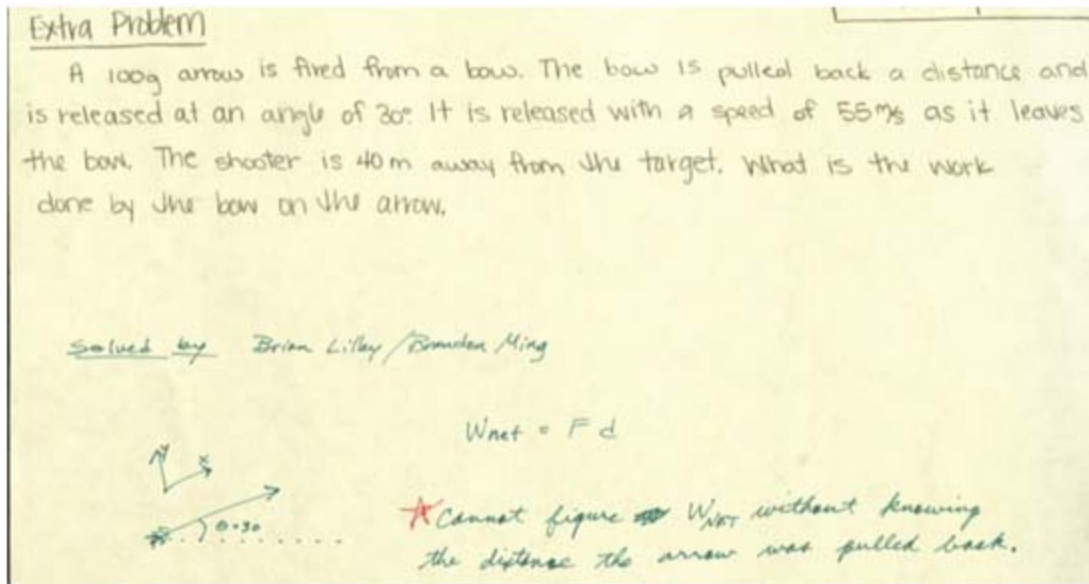 Extra Problem
A 100g arrow is fired from a bow. The bow is pulled back a distance and
is released at an angle of 30°. It is released with a speed of 55 m/s as it leaves
the bow. The shooter is 40 m away from the target. What is the work
done by the bow on the arrow.
Solved by Brian Lilley / Brandon Ming
Wnet = Fd
y x
θ=30
* Cannot figure WNET without knowing
the distance the arrow was pulled back.